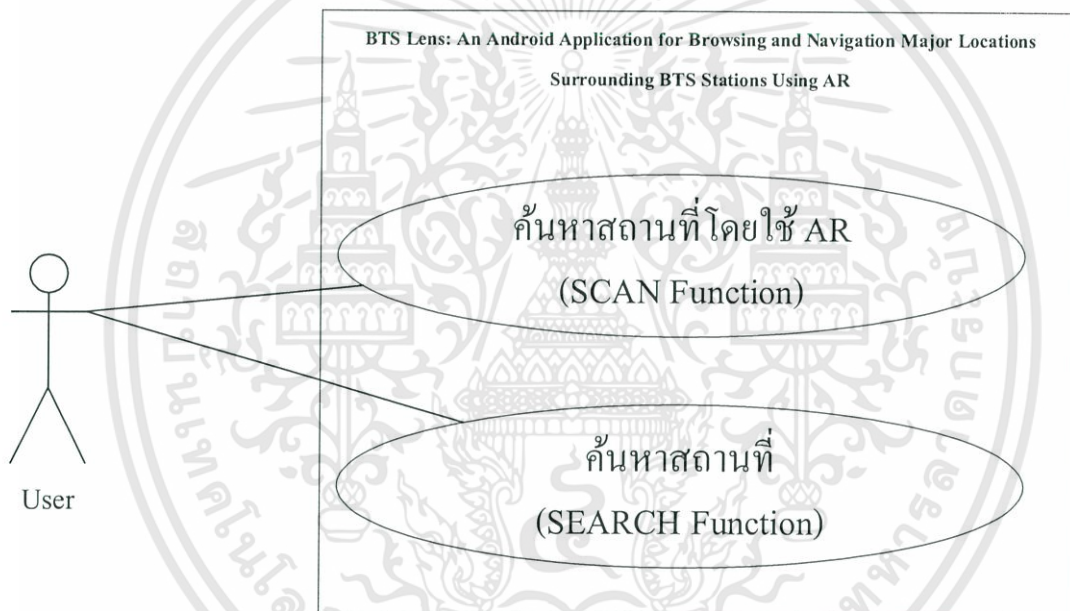 BTS Lens: An Android Application for Browsing and Navigation Major Locations
Surrounding BTS Stations Using AR
ค้นหาสถานที่โดยใช้ AR
(SCAN Function)
ค้นหาสถานที่
(SEARCH Function)
User